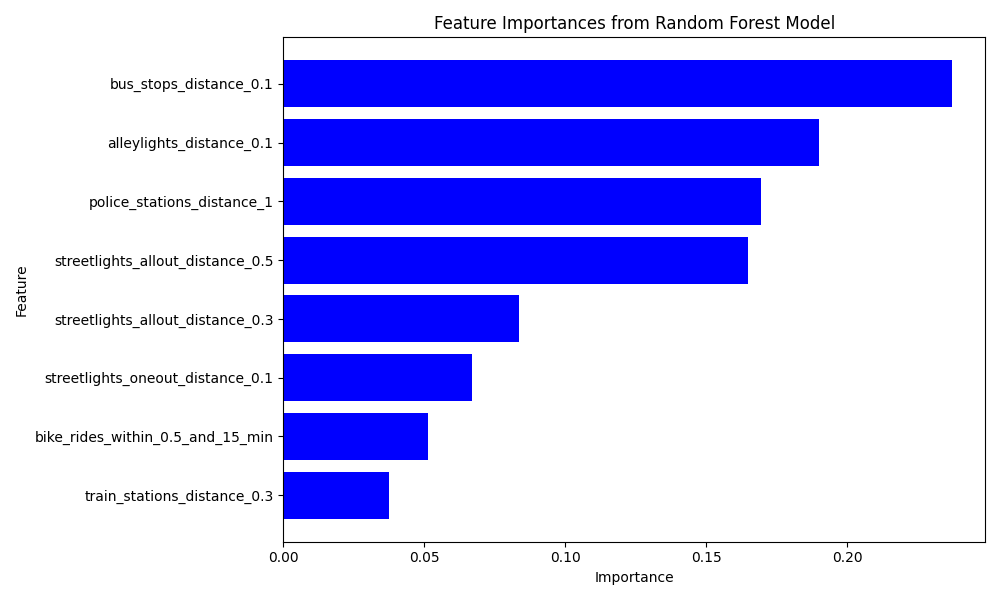 Feature Importances from Random Forest Model
bus_stops_distance_0.1
alleylights_distance_0.1
police_stations_distance_1
streetlights_allout_distance_0.5
streetlights_allout_distance_0.3
streetlights_oneout_distance_0.1
bike_rides_within_0.5_and_15_min
train_stations_distance_0.3
Feature
0.00 0.05 0.10 0.15 0.20
Importance